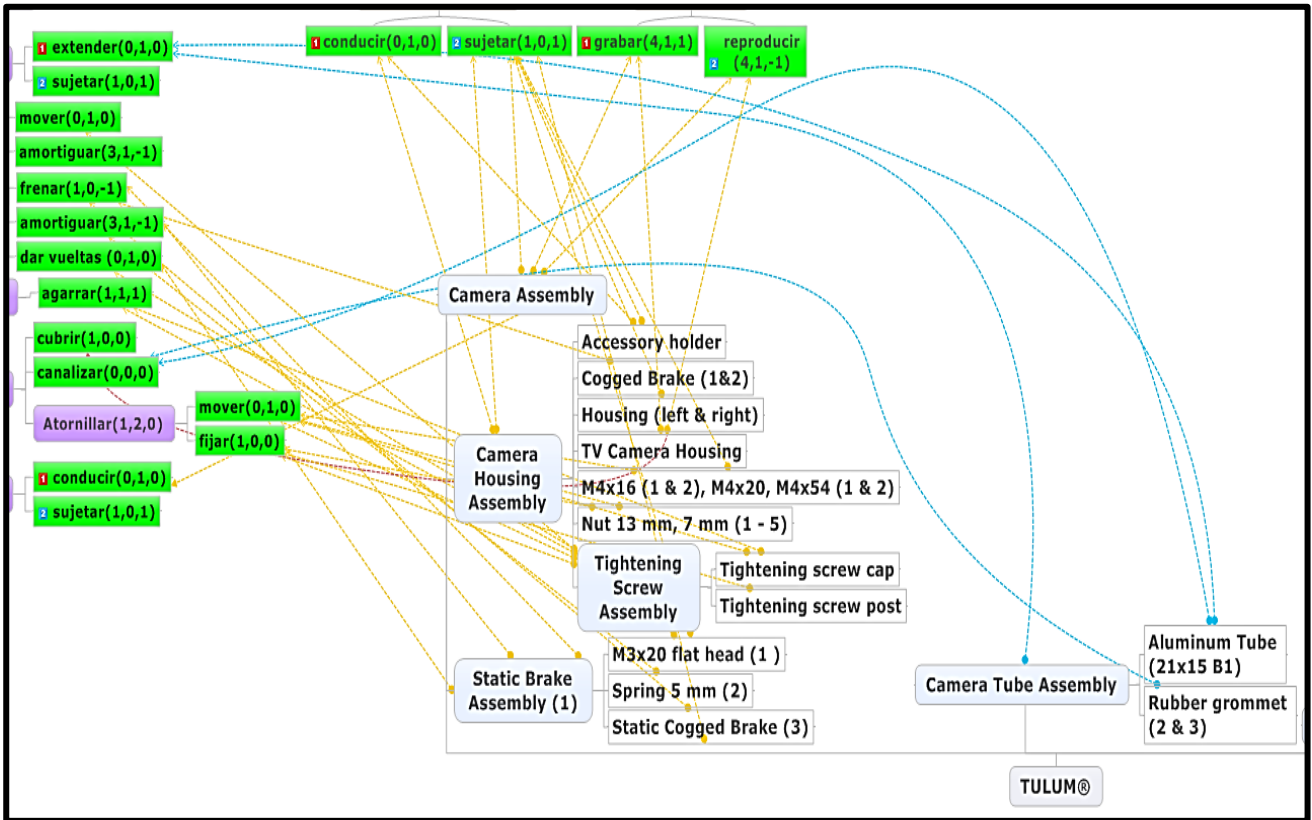 1 extender(0,1,0)
2 sujetar(1,0,1)
1 conducir(0,1,0)
2 sujetar(1,0,1)
1 grabar(4,1,1)
reproducir
2 (4,1,-1)
mover(0,1,0)
amortiguar(3,1,-1)
frenar(1,0,-1)
amortiguar(3,1,-1)
dar vueltas (0,1,0)
agarrar(1,1,1)
cubrir(1,0,0)
canalizar(0,0,0)
Atornillar(1,2,0)
mover(0,1,0)
fijar(1,0,0)
1 conducir(0,1,0)
2 sujetar(1,0,1)
Camera Assembly
Accessory holder
Cogged Brake (1&2)
Housing (left & right)
TV Camera Housing
M4x16 (1 & 2), M4x20, M4x54 (1 & 2)
Nut 13 mm, 7 mm (1 - 5)
Camera
Housing
Assembly
Tightening
Screw
Assembly
Tightening screw cap
Tightening screw post
Static Brake
Assembly (1)
M3x20 flat head (1 )
Spring 5 mm (2)
Static Cogged Brake (3)
Camera Tube Assembly
Aluminum Tube
(21x15 B1)
Rubber grommet
(2 & 3)
TULUM®